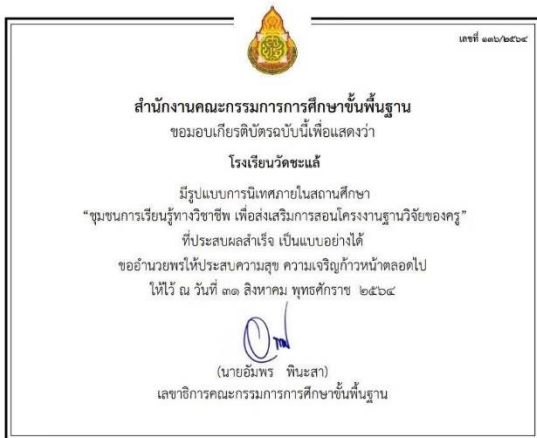 เลขที่ ๑๓๖/๒๕๖๔
สำนักงานคณะกรรมการการศึกษาขั้นพื้นฐาน
ขอมอบเกียรติบัตรฉบับนี้เพื่อแสดงว่า
โรงเรียนวัดชะแล้
มีรูปแบบการนิเทศภายในสถานศึกษา
“ชุมชนการเรียนรู้ทางวิชาชีพ เพื่อส่งเสริมการสอนโครงงานฐานวิจัยของครู”
ที่ประสบผลสำเร็จ เป็นแบบอย่างได้
ขออำนวยพรให้ประสบความสุข ความเจริญก้าวหน้าตลอดไป
ให้ไว้ ณ วันที่ ๓๑ สิงหาคม พุทธศักราช ๒๕๖๔
(นายอัมพร พินะสา)
เลขาธิการคณะกรรมการการศึกษาขั้นพื้นฐาน